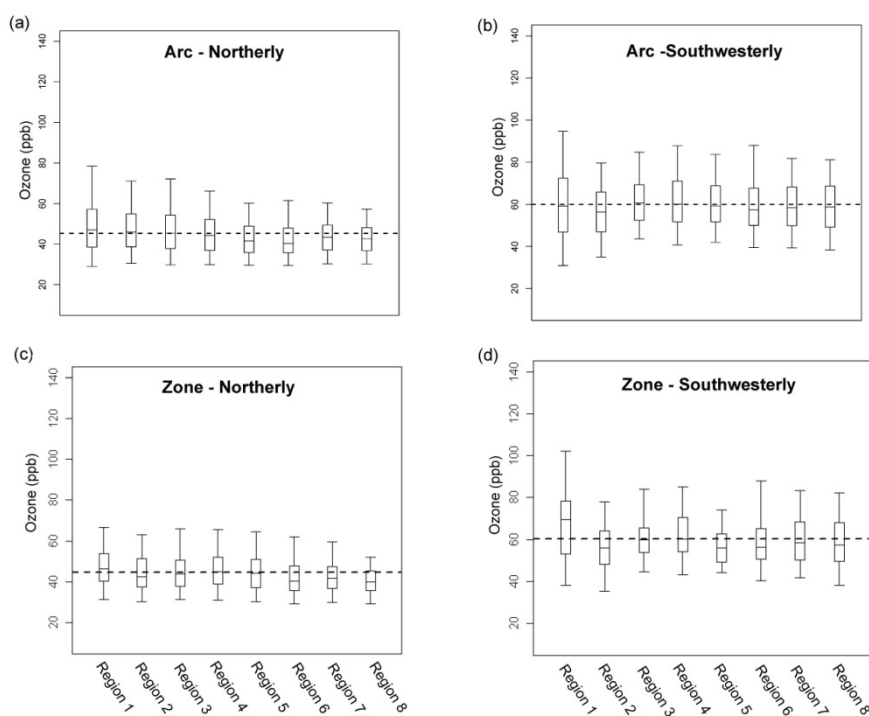 (a)
Arc - Northerly
Ozone (ppb)
140
120
100
80
60
40
20
(b)
Arc -Southwesterly
Ozone (ppb)
140
120
100
80
60
40
20
(c)
Zone - Northerly
Ozone (ppb)
140
120
100
80
60
40
20
Region 1
Region 2
Region 3
Region 4
Region 5
Region 6
Region 7
Region 8
(d)
Zone - Southwesterly
Ozone (ppb)
140
120
100
80
60
40
20
Region 1
Region 2
Region 3
Region 4
Region 5
Region 6
Region 7
Region 8